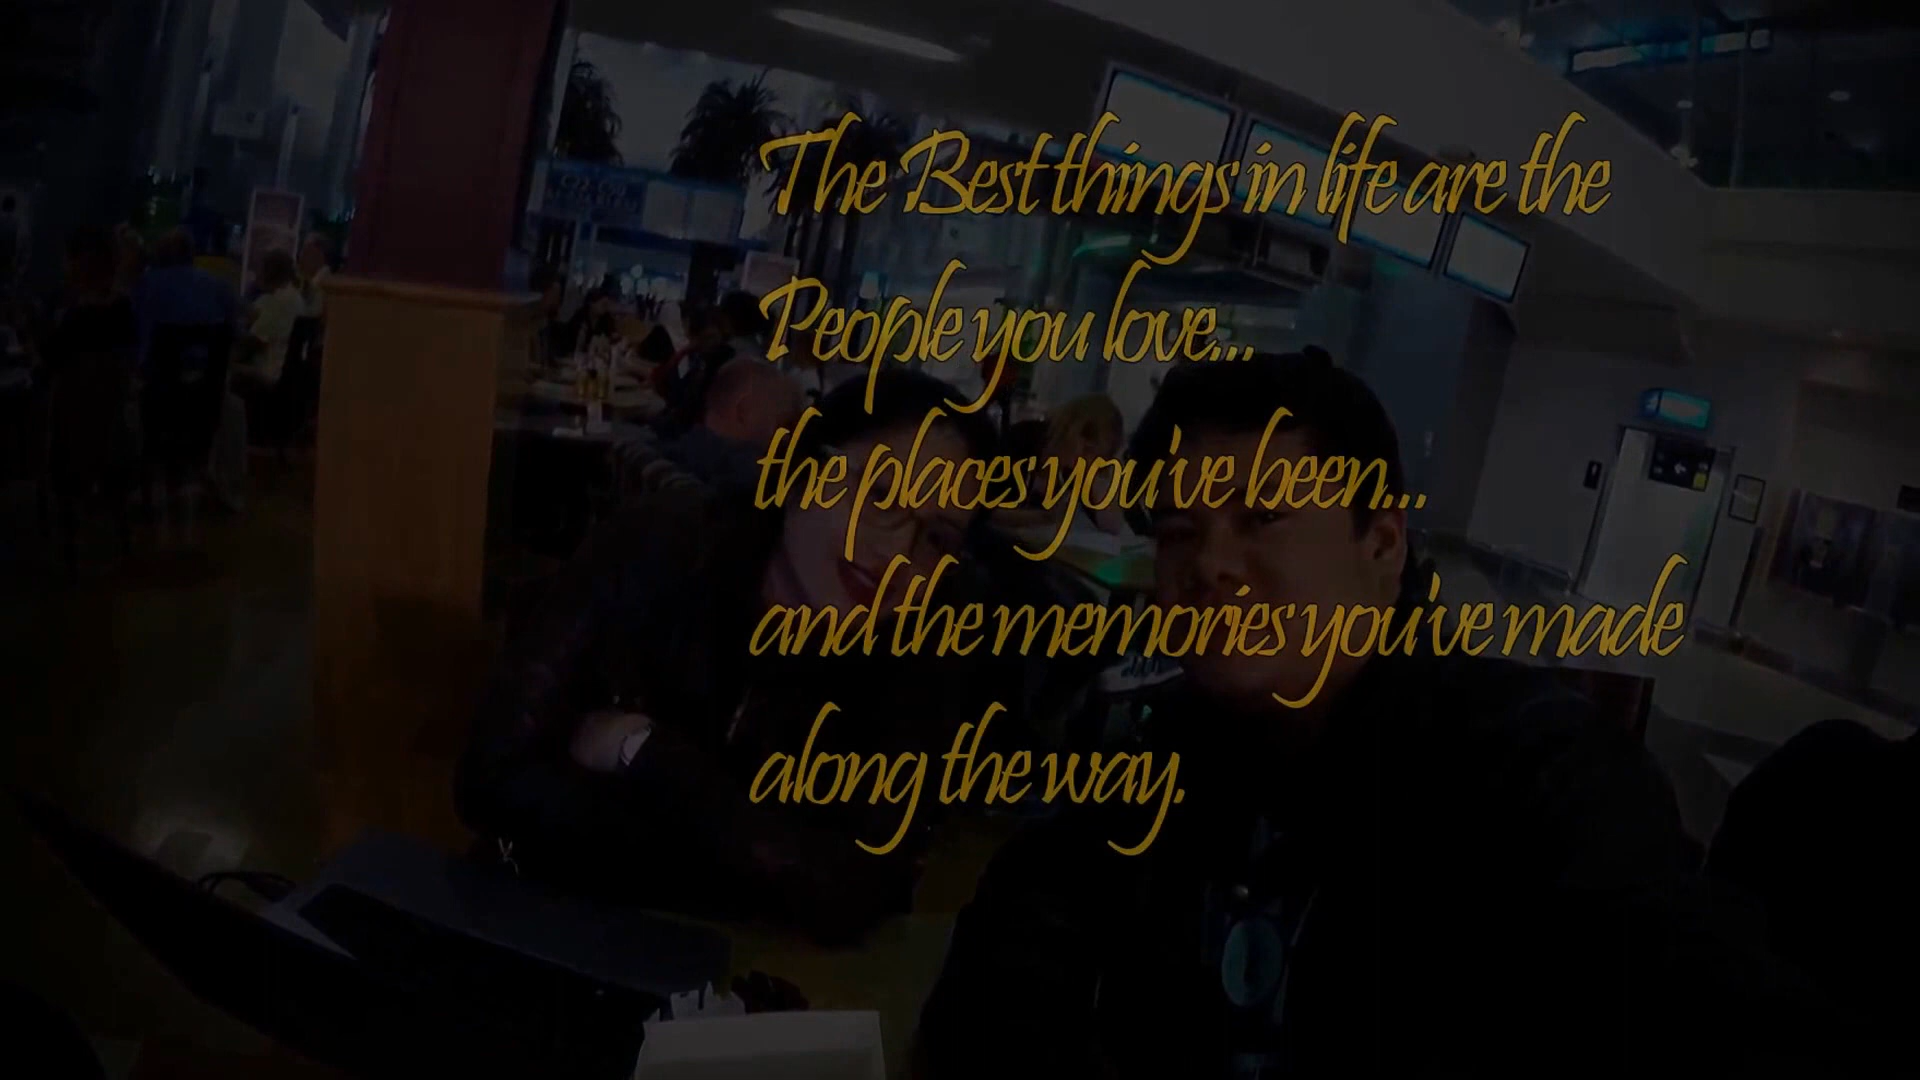 The Best things in life are the
People you love...
the places you've been...
and the memories you've made
along the way.